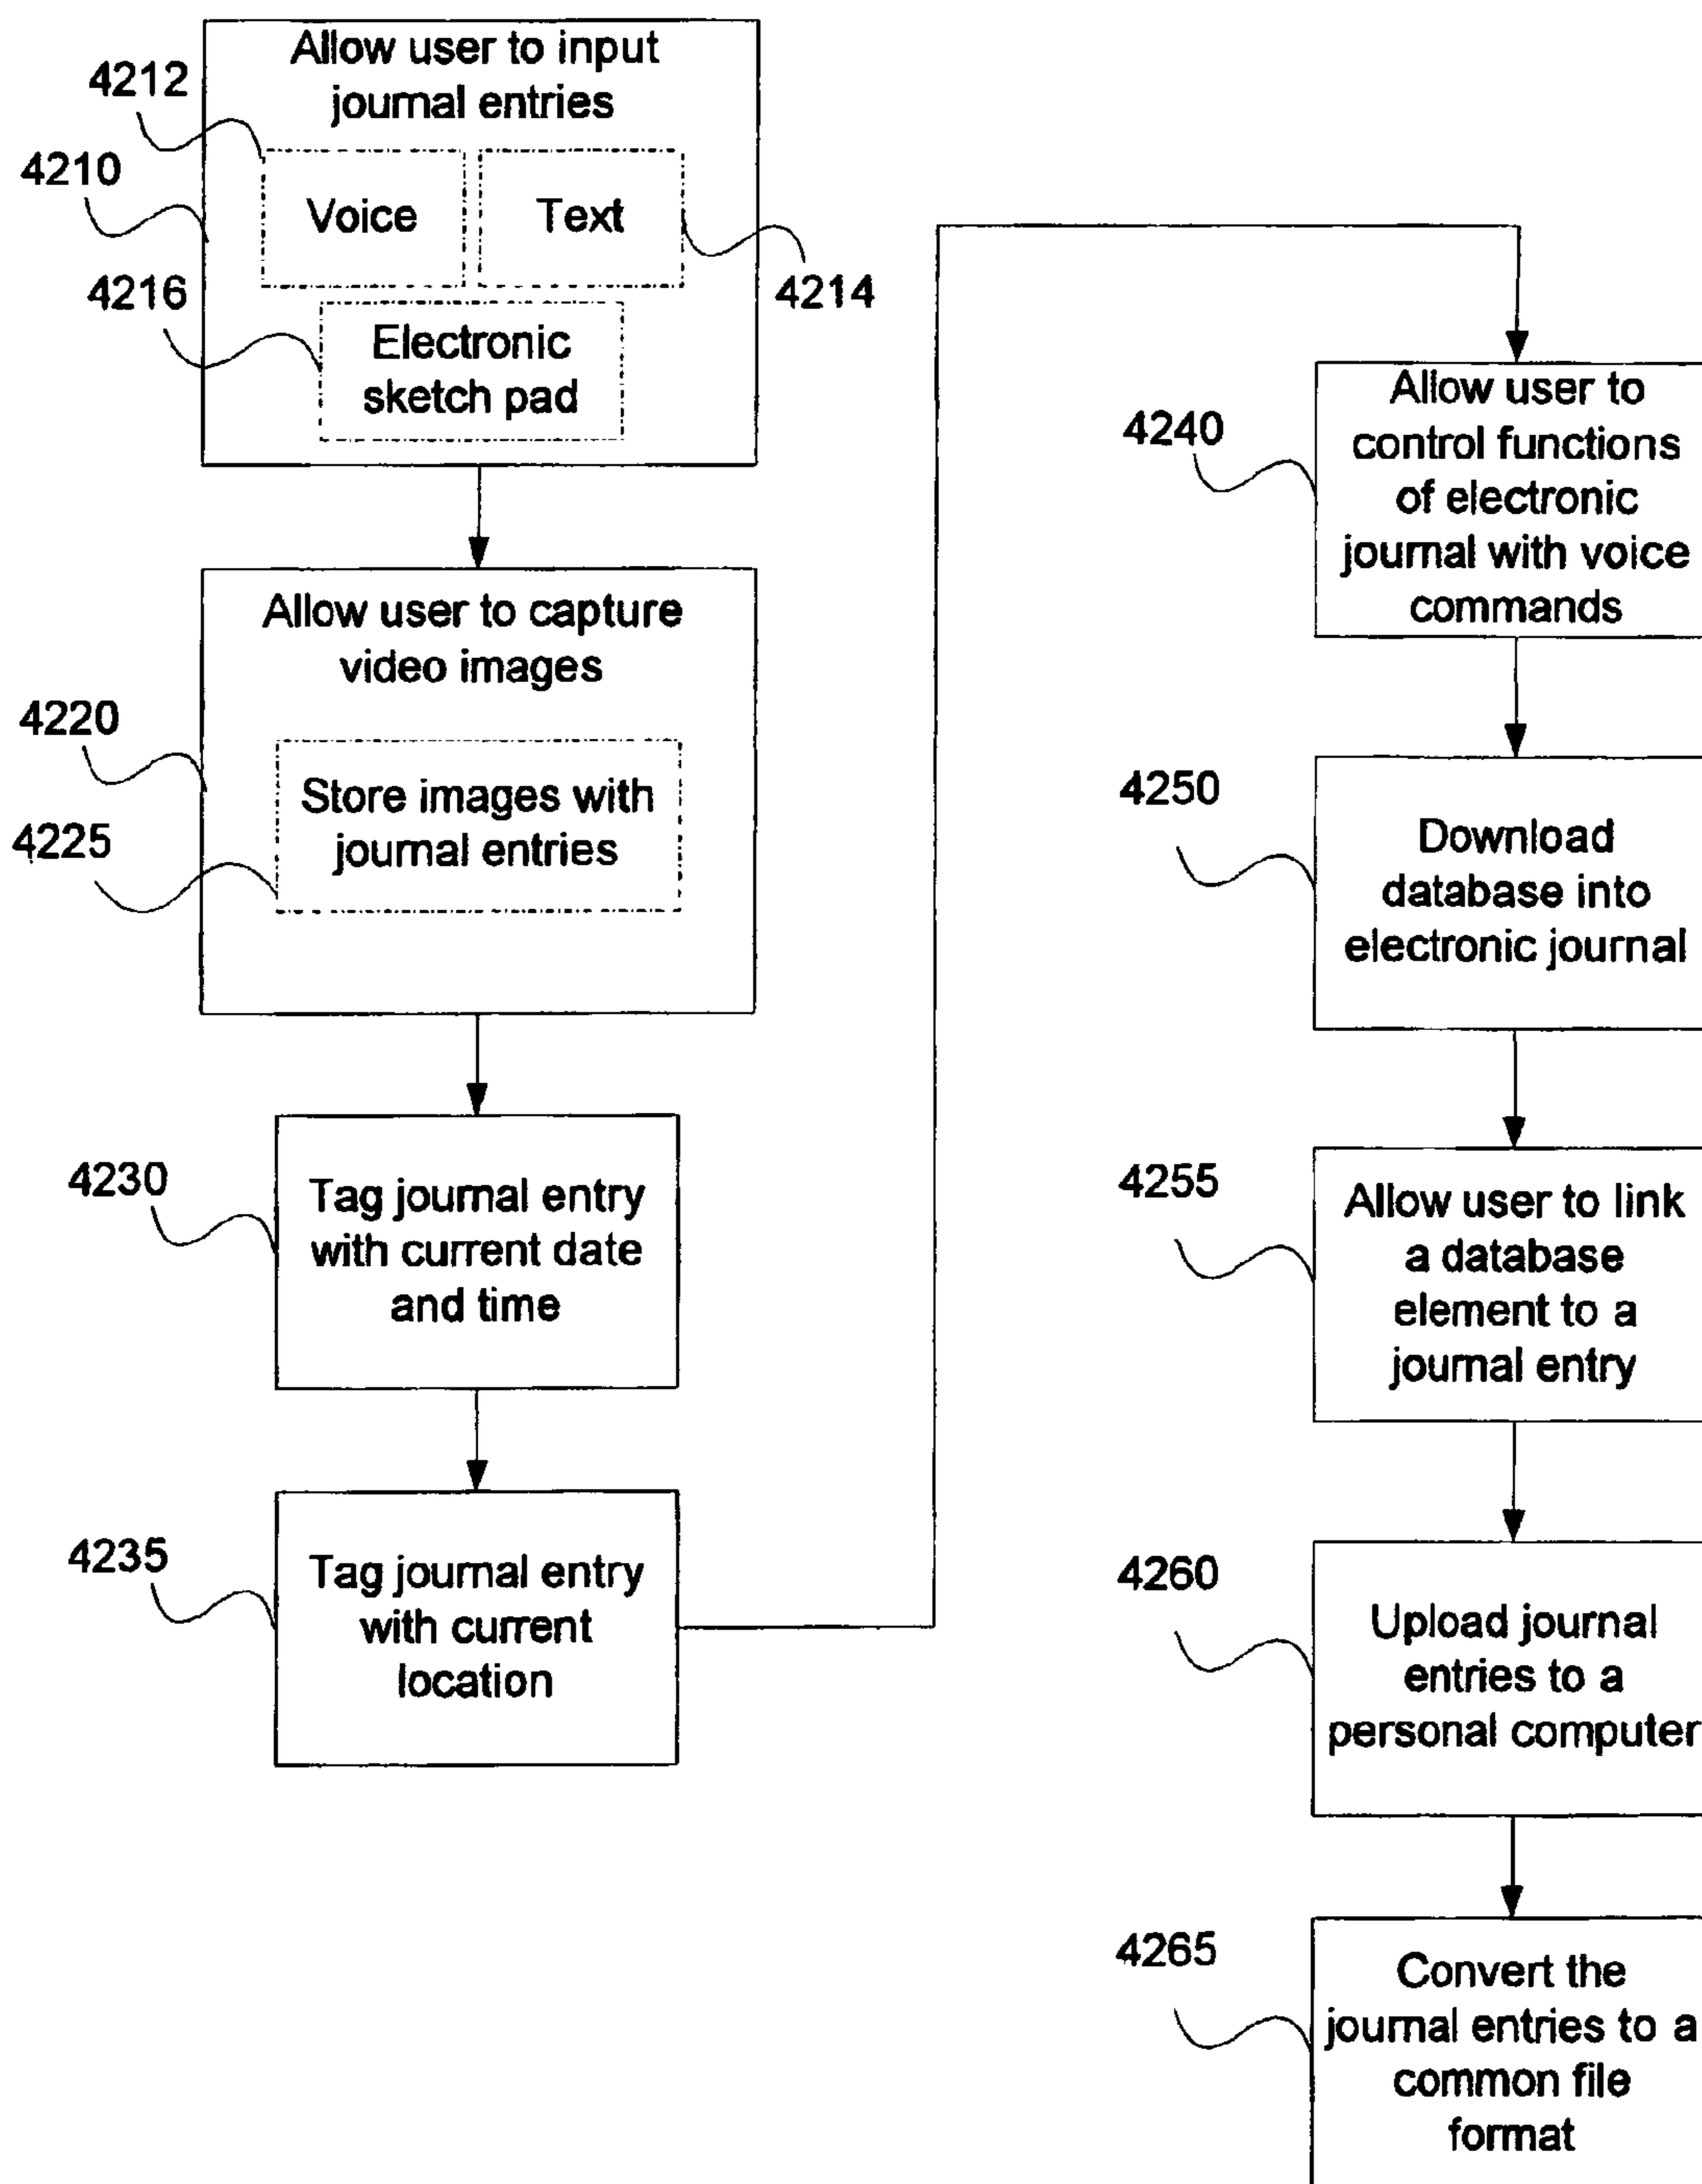 Allow user to input
journal entries
4212
4210
Voice
Text
4214
4216
Electronic
sketch pad
Allow user to capture
video images
4220
Store images with
journal entries
4225
4230
Tag journal entry
with current date
and time
4235
Tag journal entry
with current
location
4240
Allow user to
control functions
of electronic
journal with voice
commands
4250
Download
database into
electronic journal
4255
Allow user to link
a database
element to a
journal entry
4260
Upload journal
entries to a
personal computer
4265
Convert the
journal entries to a
common file
format